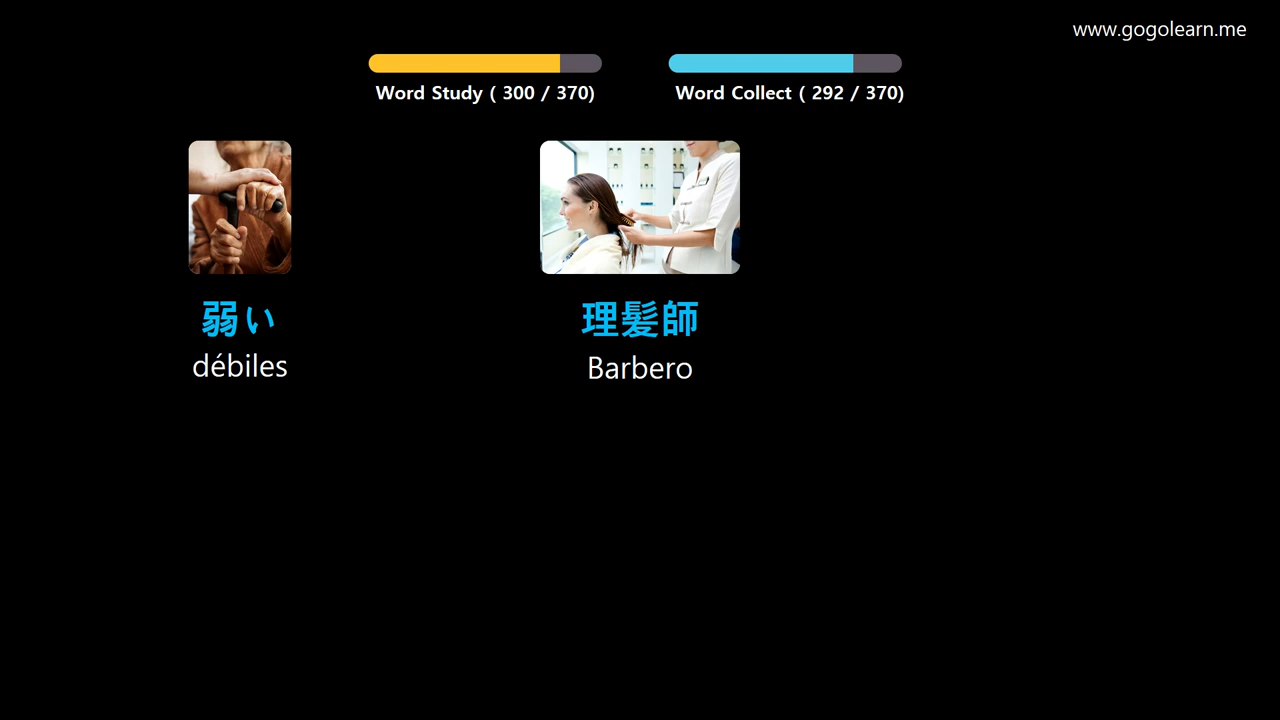 www.gogolearn.me
Word Study ( 300 / 370)
Word Collect ( 292 / 370)
弱い
débiles
理髪師
Barbero